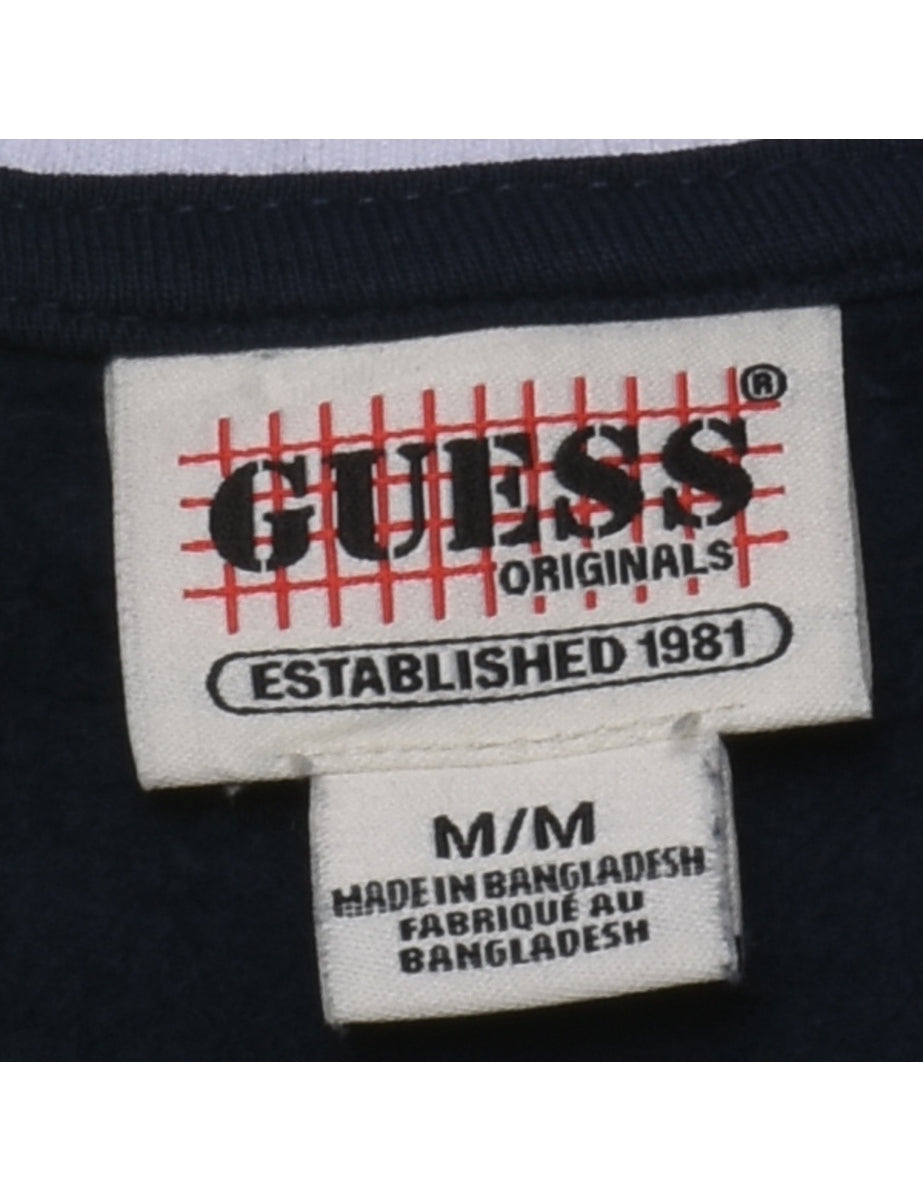 GUESS®
ORIGINALS
ESTABLISHED 1981
M/M
MADE IN BANGLADESH
FABRIQUÉ AU
BANGLADESH